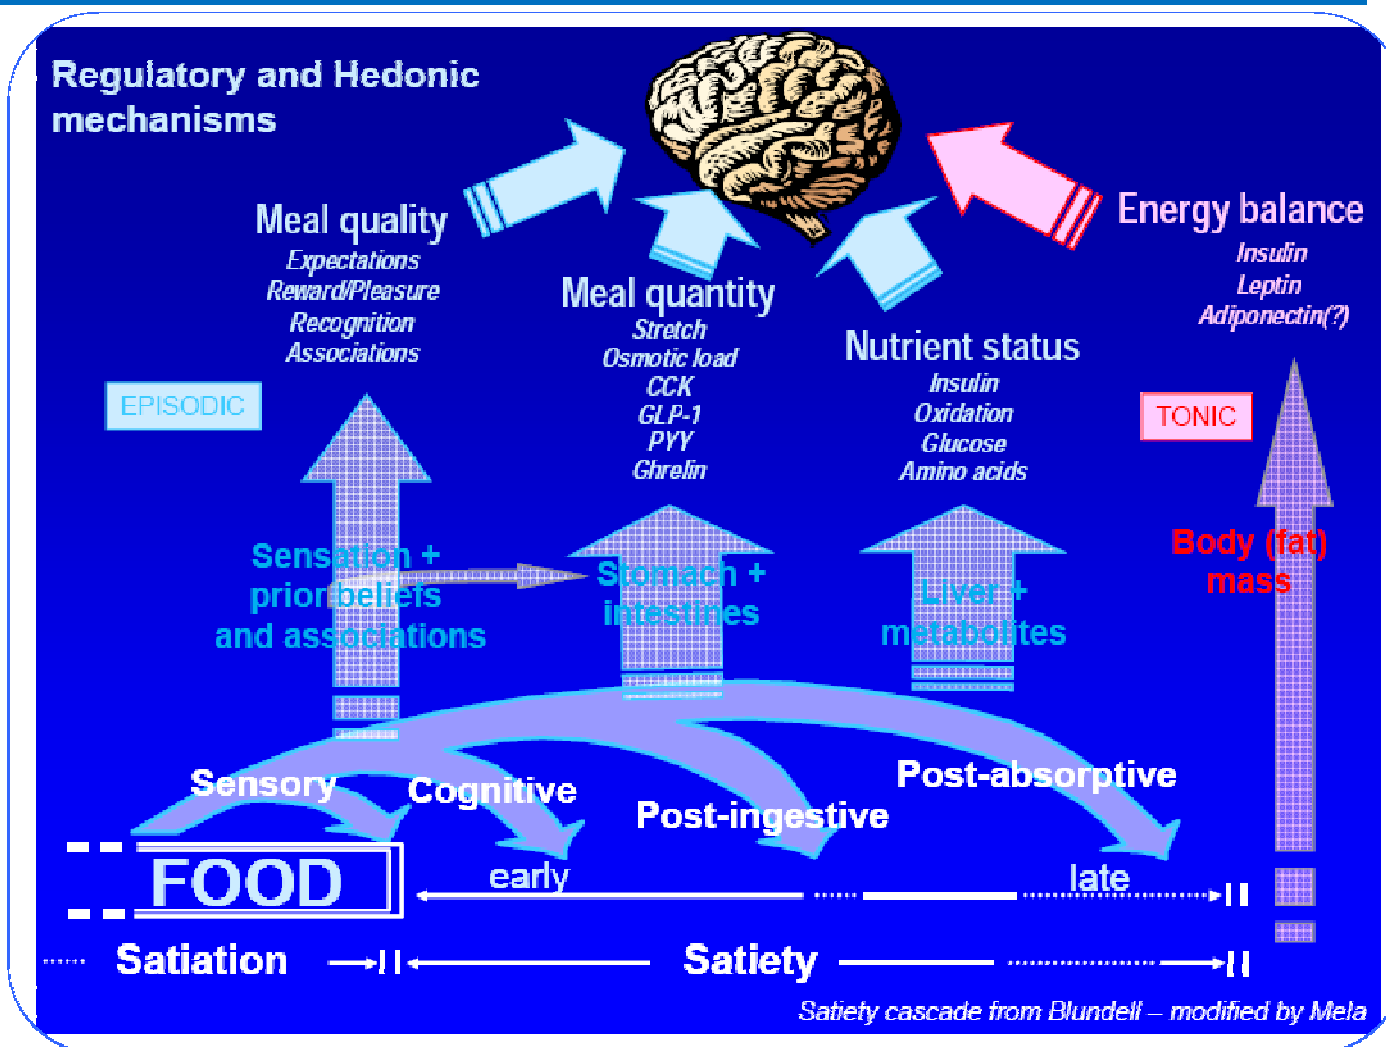 Regulatory and Hedonic
mechanisms
Meal quality
Expectations
Reward/Pleasure
Recognition
Associations
Meal quantity
Stretch
Osmotic load
CCK
GLP-1
PYY
Ghrelin
Nutrient status
Insulin
Oxidation
Glucose
Amino acids
Energy balance
Insulin
Leptin
Adiponectin(?)
EPISODIC
TONIC
Sensation +
prior beliefs
and associations
Stomach +
intestines
Liver +
metabolites
Body (fat)
mass
Sensory
Cognitive
Post-ingestive
Post-absorptive
FOOD
early
late
Satiation
Satiety
Satiety cascade from Blundell – modified by Mela